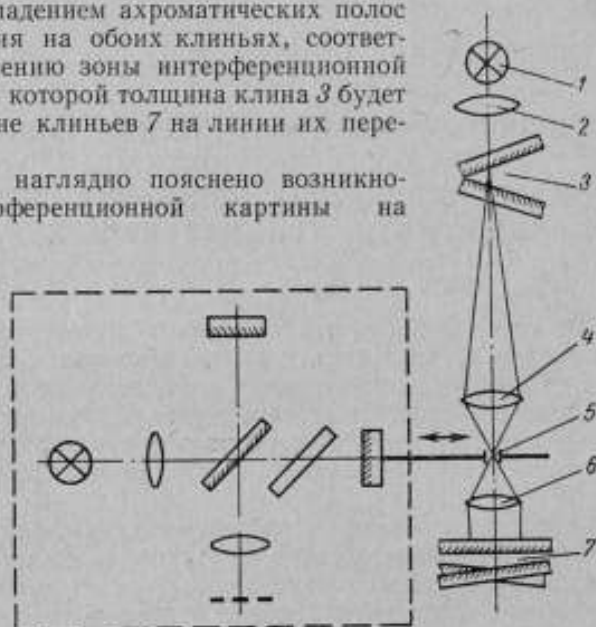 падением ахроматических полос
ия на обоих клиньях, соответ-
ению зоны интерференционной
которой толщина клина 3 будет
не клиньев 7 на линии их пере-
наглядно пояснено возникно-
ференционной картины на
1
2
3
4
5
6
7